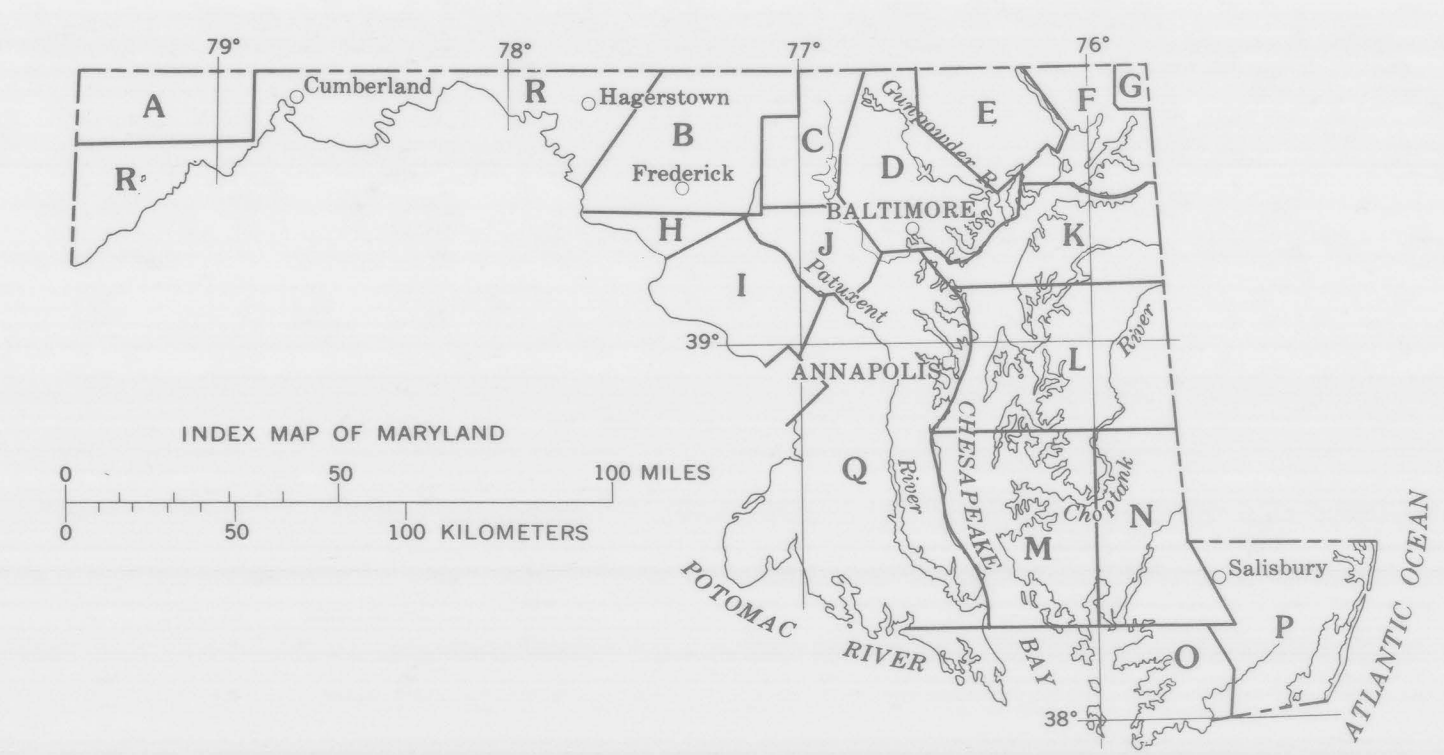 79°
78°
77°
76°
A
Cumberland
R
Hagerstown
B
Frederick
C
Gunpowder R.
D
E
F
G
R
BALTIMORE
H
J
K
I
Patuxent
39°
River
L
ANNAPOLIS
INDEX MAP OF MARYLAND
0 50 100 MILES
0 50 100 KILOMETERS
Q
River
CHESAPEAKE
BAY
Choptank
M
N
Salisbury
POTOMAC
RIVER
O
P
38°
ATLANTIC OCEAN